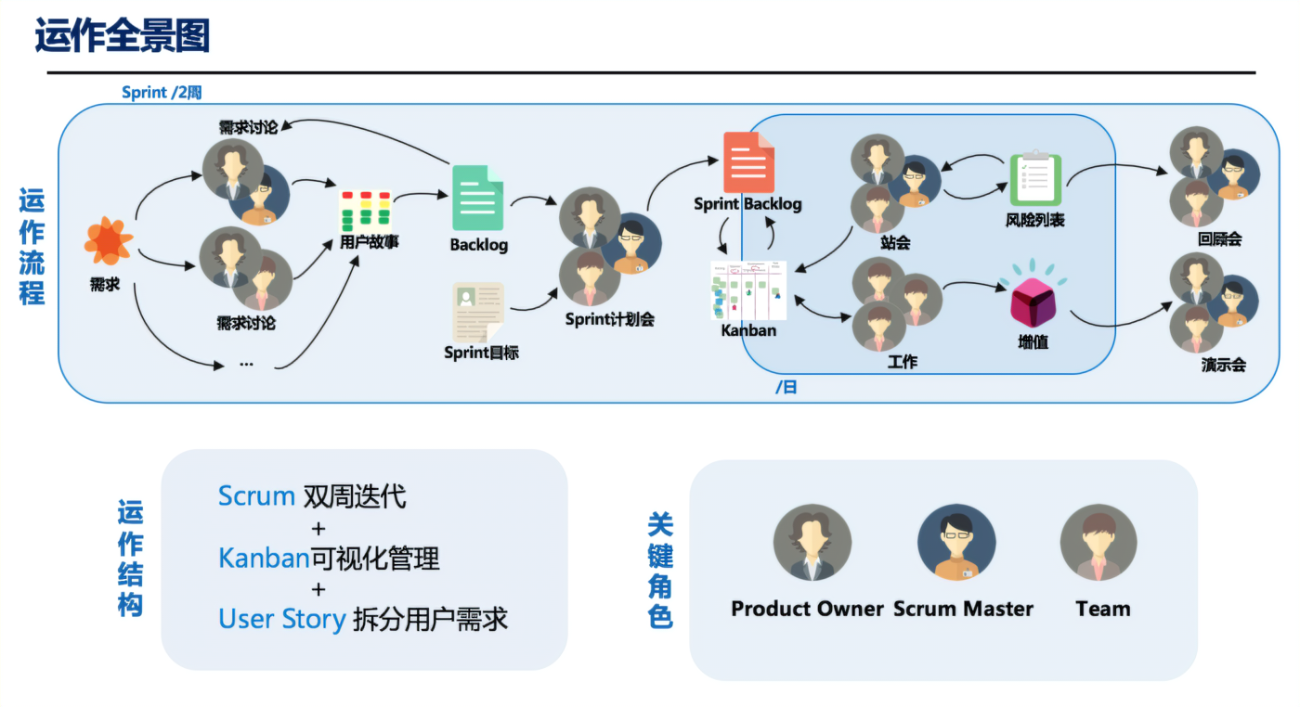 运作全景图
Sprint /2周
运作流程
需求
需求讨论
需求讨论
...
用户故事
Backlog
Sprint目标
Sprint计划会
Sprint Backlog
Kanban
站会
工作
风险列表
增值
/日
回顾会
演示会
运作结构
Scrum 双周迭代
+
Kanban可视化管理
+
User Story 拆分用户需求
关键角色
Product Owner
Scrum Master
Team